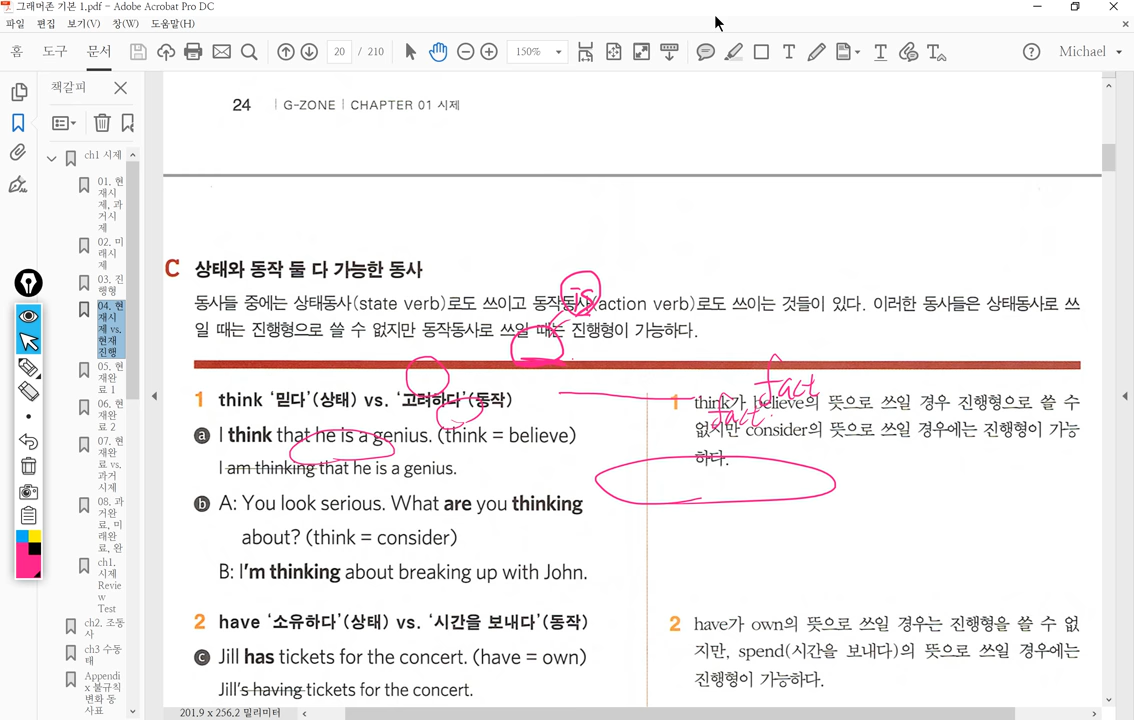 그래머존 기본 1.pdf - Adobe Acrobat Pro DC
파일 편집 보기(V) 창(W) 도움말(H)
홈 도구 문서 20 / 210 150% Michael
책갈피
ch1 시제
01. 현재시제, 과거시제
02. 미래시제
03. 진행형
04. 현재시제 vs. 현재진행
05. 현재완료 1
06. 현재완료 2
07. 현재완료 vs. 과거시제
08. 과거완료, 미래완료, 완
ch1. 시제 Review Test
ch2. 조동사
ch3 수동태
Appendix 불규칙 변화 동사표
24 G-ZONE CHAPTER 01 시제
C 상태와 동작 둘 다 가능한 동사
is
동사들 중에는 상태동사(state verb)로도 쓰이고 동작동사(action verb)로도 쓰이는 것들이 있다. 이러한 동사들은 상태동사로 쓰
일 때는 진행형으로 쓸 수 없지만 동작동사로 쓰일 때는 진행형이 가능하다.
1 think ‘믿다’(상태) vs. ‘고려하다’(동작)
a I think that he is a genius. (think = believe)
I am thinking that he is a genius.
b A: You look serious. What are you thinking
about? (think = consider)
B: I’m thinking about breaking up with John.
2 have ‘소유하다’(상태) vs. ‘시간을 보내다’(동작)
c Jill has tickets for the concert. (have = own)
Jill’s having tickets for the concert.
fact
fact
1 think가 believe의 뜻으로 쓰일 경우 진행형으로 쓸 수
없지만 consider의 뜻으로 쓰일 경우에는 진행형이 가능
하다.
2 have가 own의 뜻으로 쓰일 경우는 진행형을 쓸 수 없
지만, spend(시간을 보내다)의 뜻으로 쓰일 경우에는
진행형이 가능하다.
201.9 x 256.2 밀리미터